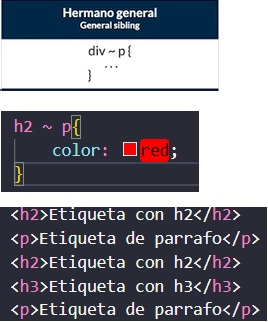 Hermano general
General sibling
div ~ p {
...
}
h2 ~ p{
color: red;
}
<h2>Etiqueta con h2</h2>
<p>Etiqueta de parrafo</p>
<h2>Etiqueta con h2</h2>
<h3>Etiqueta con h3</h3>
<p>Etiqueta de parrafo</p>